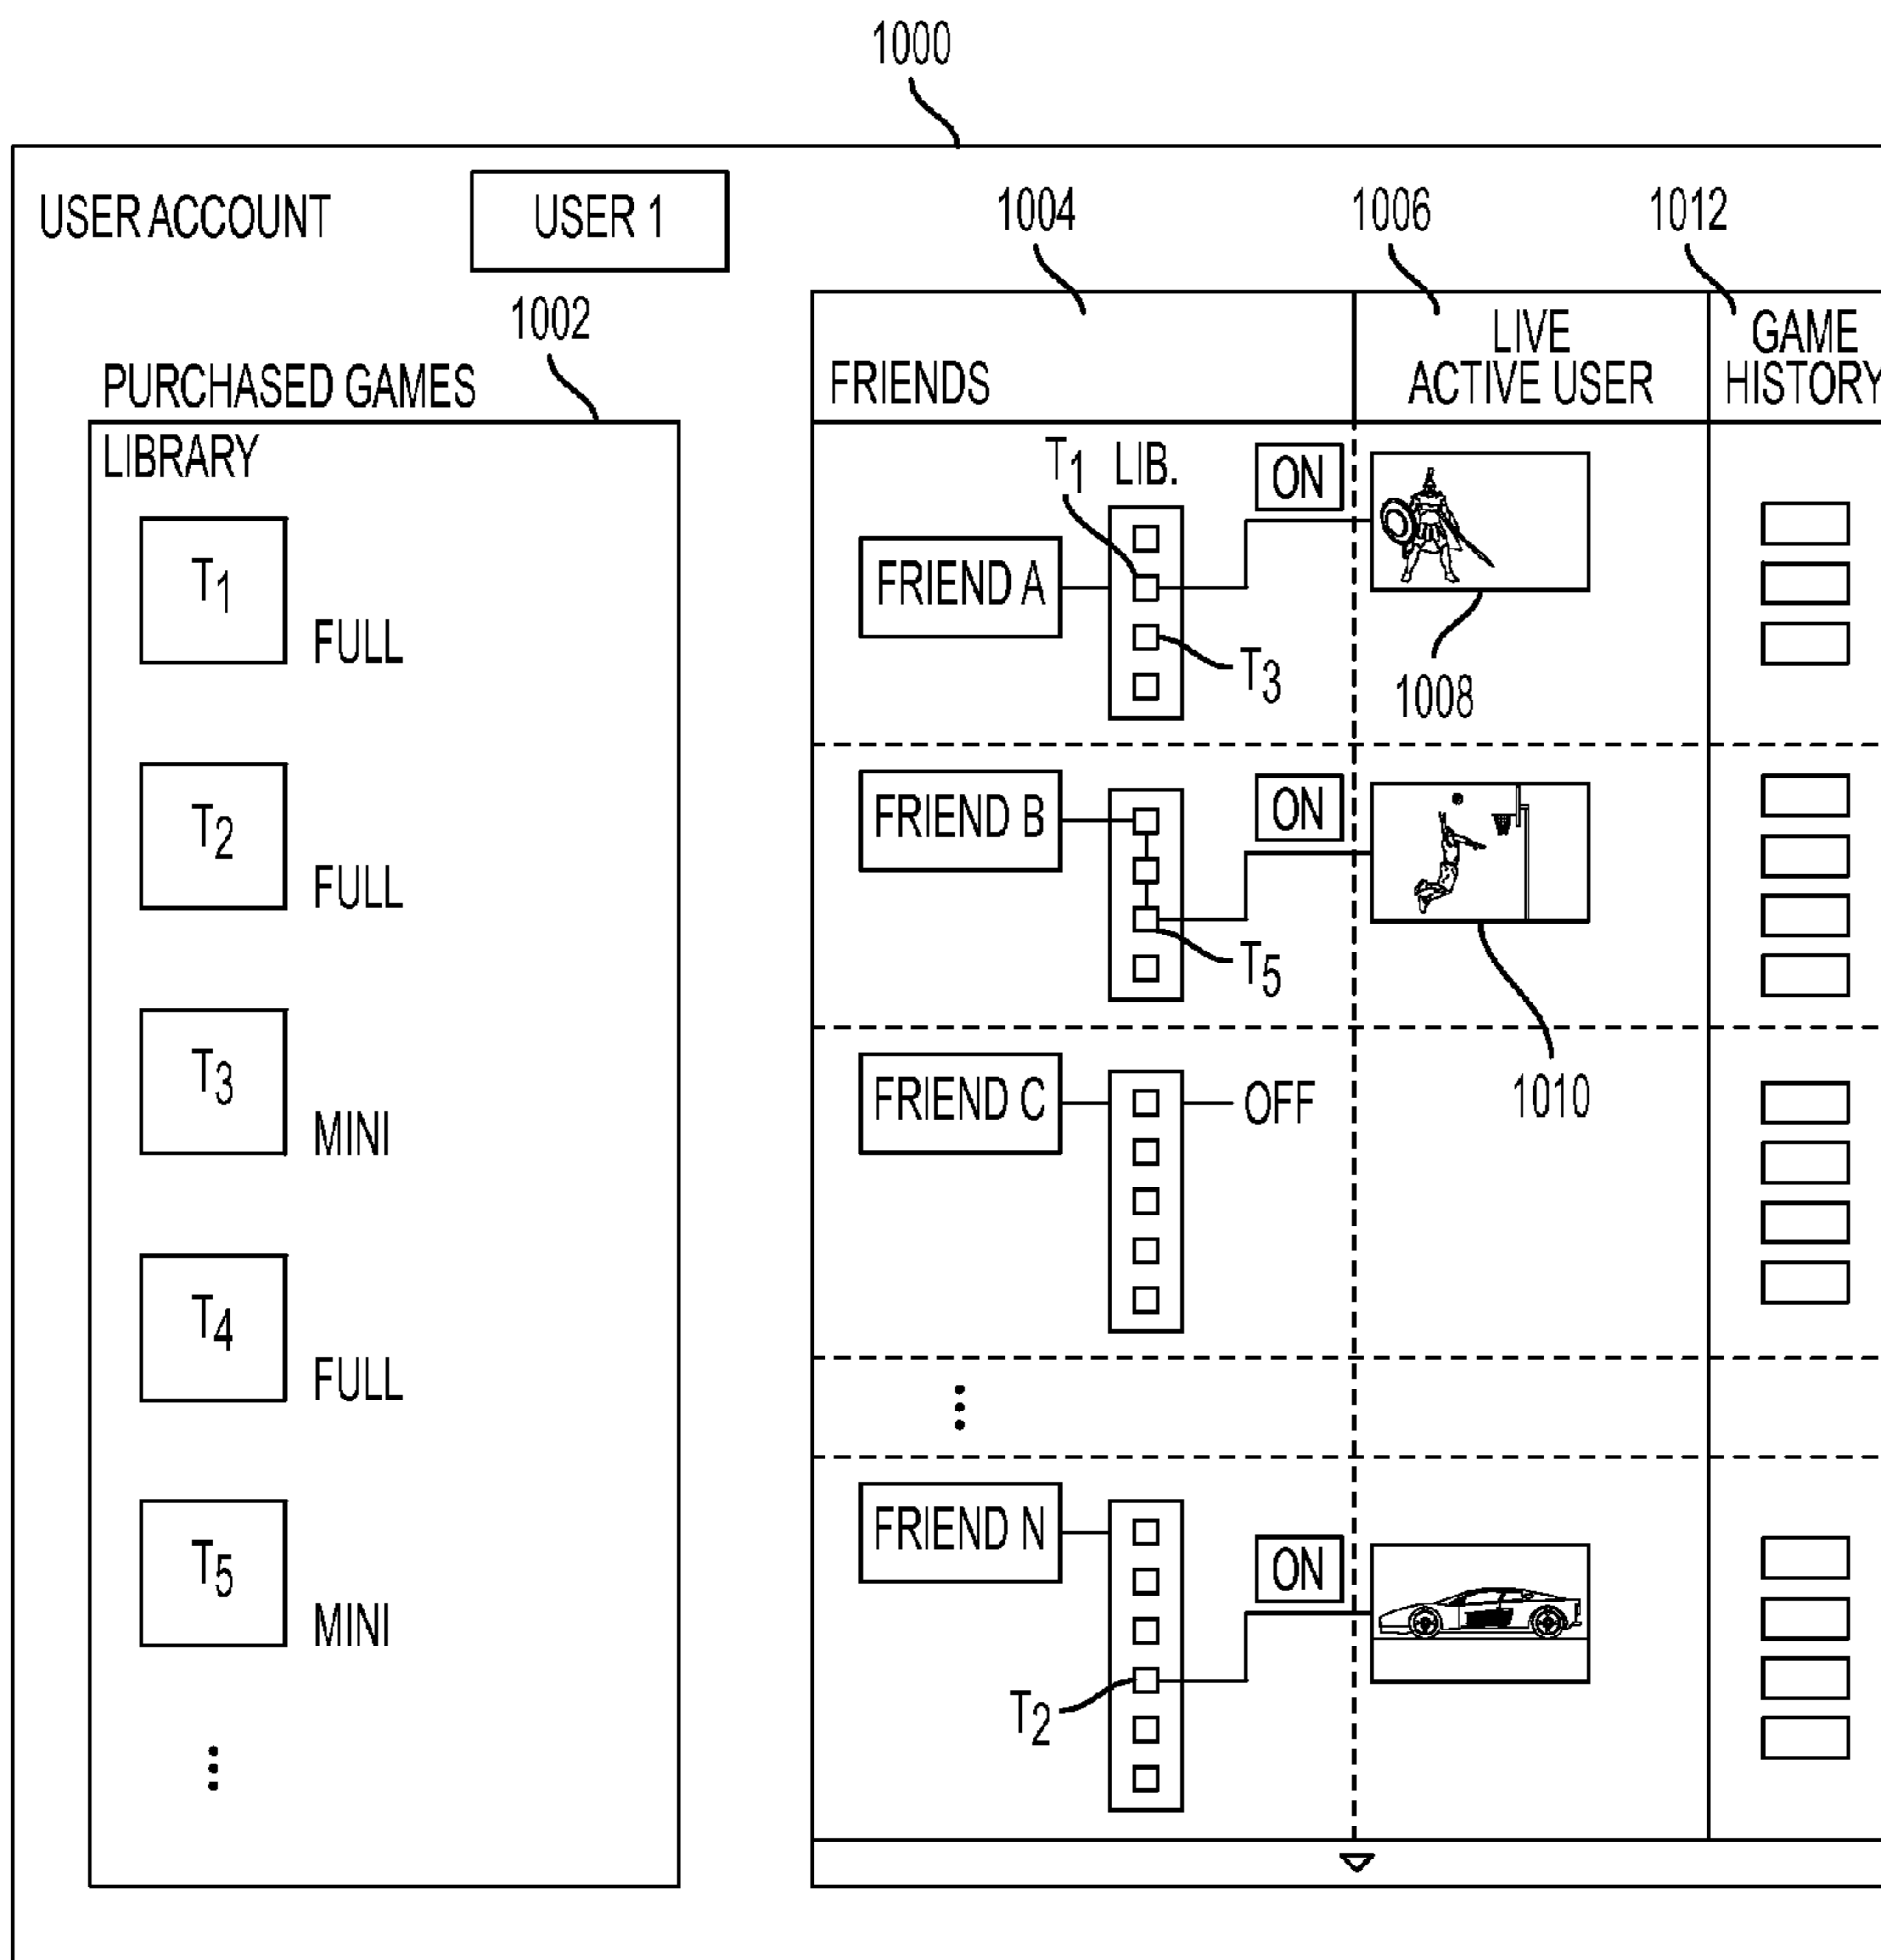 1000
USER ACCOUNT
USER 1
1002
PURCHASED GAMES
LIBRARY
T1
FULL
T2
FULL
T3
MINI
T4
FULL
T5
MINI
1004
1006
1012
FRIENDS
LIVE
ACTIVE USER
GAME
HISTORY
T1
LIB.
ON
FRIEND A
T3
1008
FRIEND B
ON
T5
1010
FRIEND C
OFF
FRIEND N
ON
T2